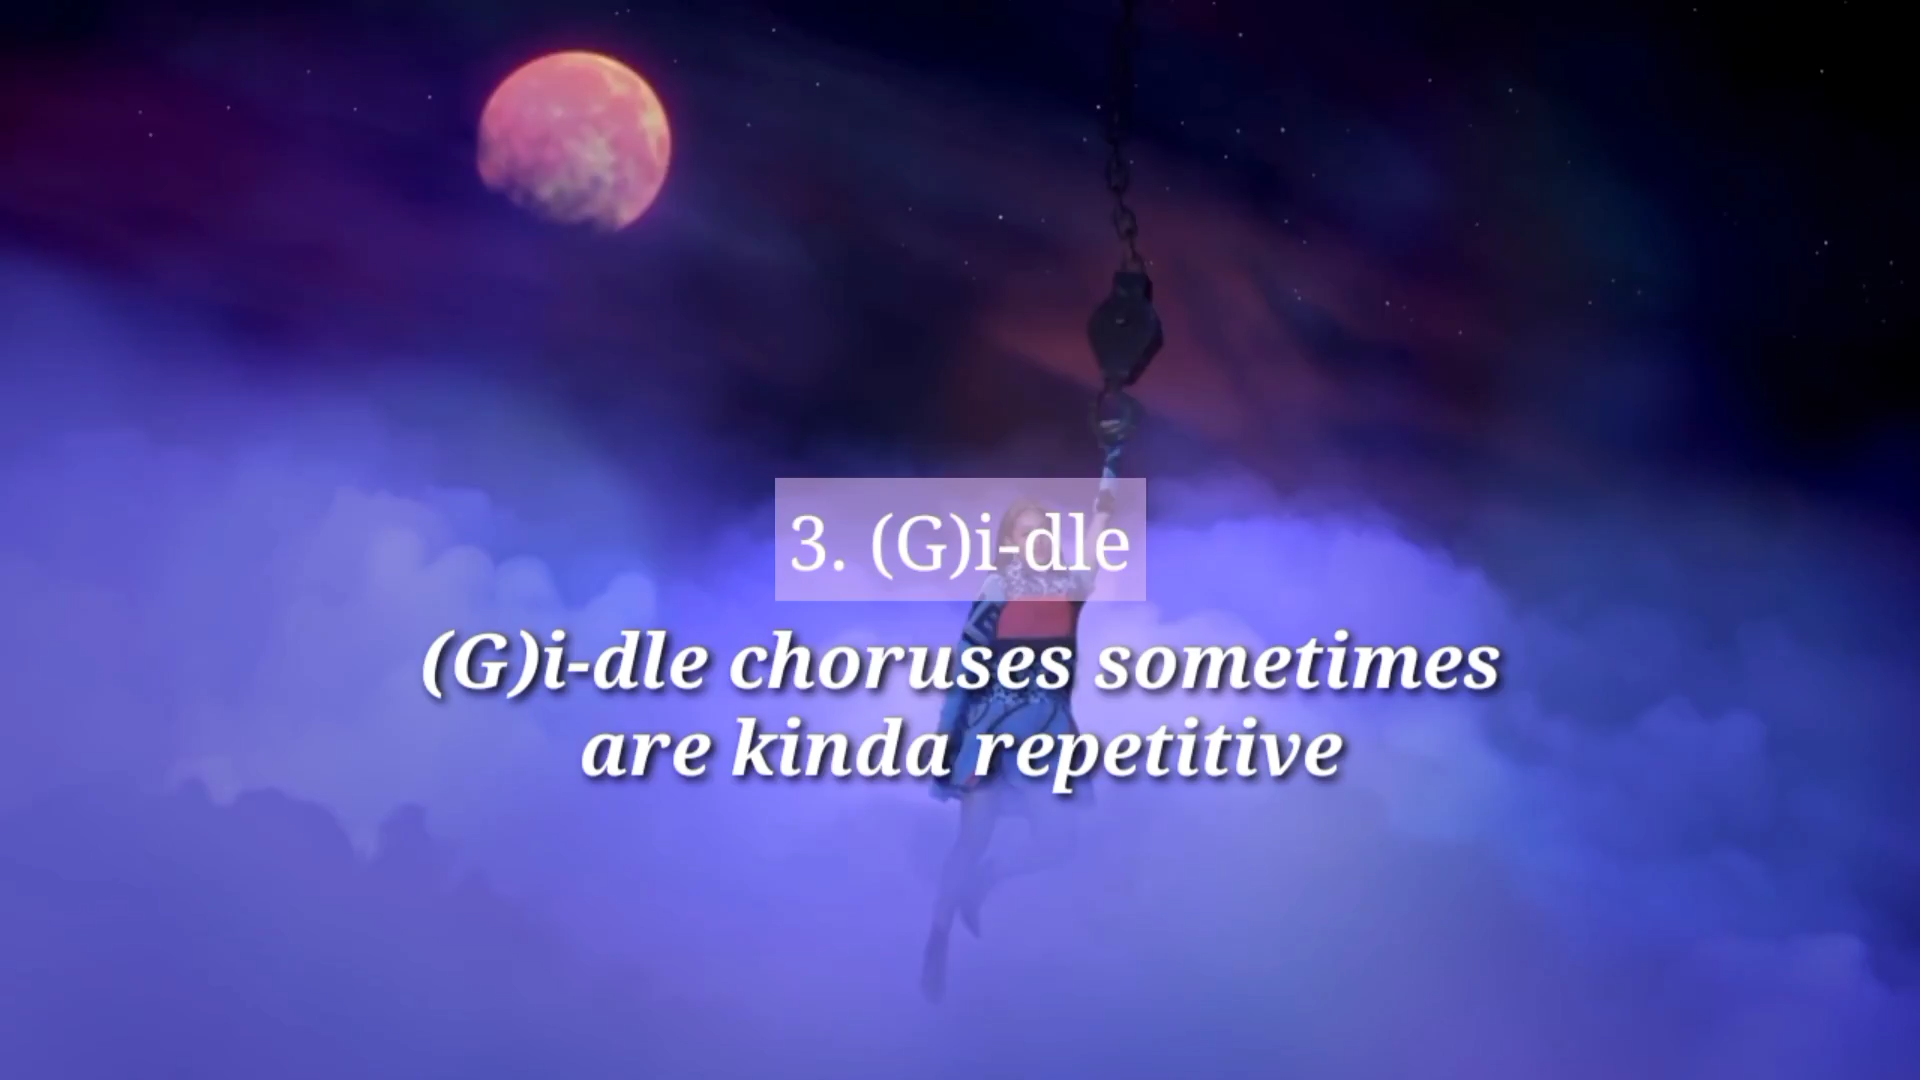 3. (G)i-dle
(G)i-dle choruses sometimes
are kinda repetitive